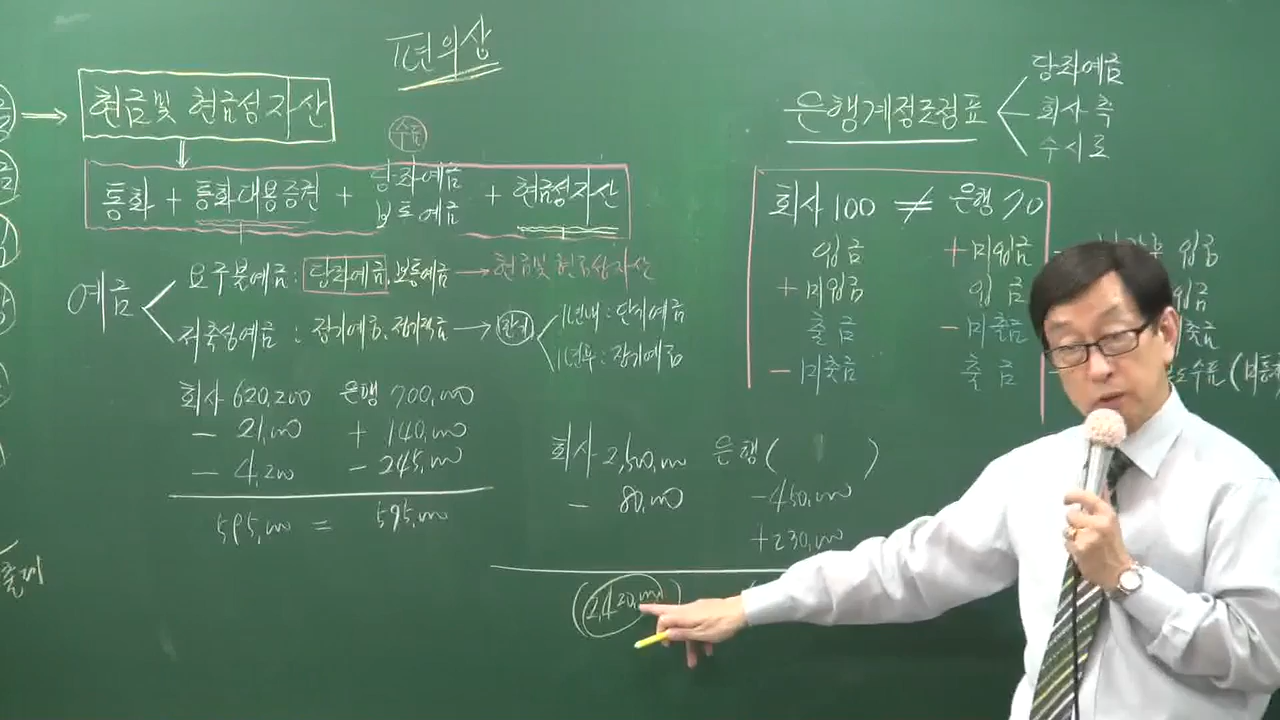 편의상
현금및 현금성자산
수표
통화 + 통화대용증권 + 당좌예금 보통예금 + 현금성자산
예금
요구불예금 : 당좌예금, 보통예금 → 현금및 현금성자산
저축성예금 : 정기예금, 정기적금 →
1년내 : 단기예금
1년후 : 장기예금
회사 620,200 은행 700,000
- 21,000 + 140,000
- 4,200 - 245,000
595,000 = 595,000
은행계정조정표
당좌예금
회사측
수시로
회사 100 ≠ 은행 70
입금 + 미입금
+ 미입금 입금
출금 - 미출금
- 미출금 출금
입금
수표
회사 2,500,000 은행 ( )
- 80,000 - 450,000
+ 230,000
(2,420,000)